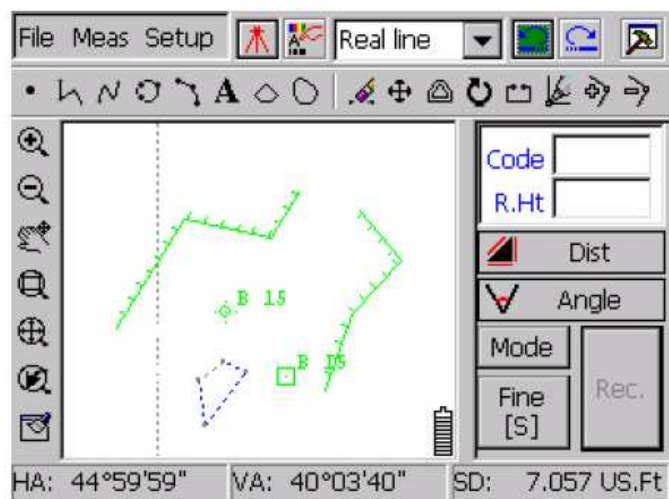 File Meas Setup A Real line
A
Code
R.Ht
Dist
Angle
B 15
B 15
Mode
Fine
[S]
Rec.
HA: 44°59'59" VA: 40°03'40" SD: 7.057 US.Ft